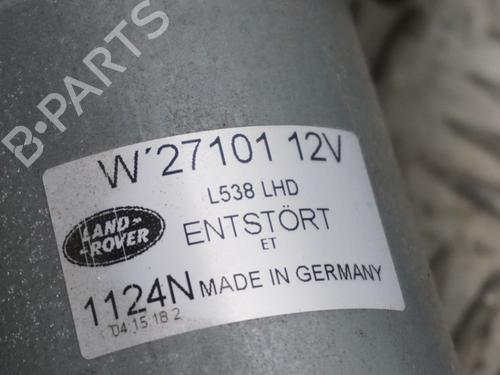 B-PARTS
W´27101 12V
L538 LHD
LAND-
ROVER
ENTSTÖRT
ET
1124N MADE IN GERMANY
04 15 18 2